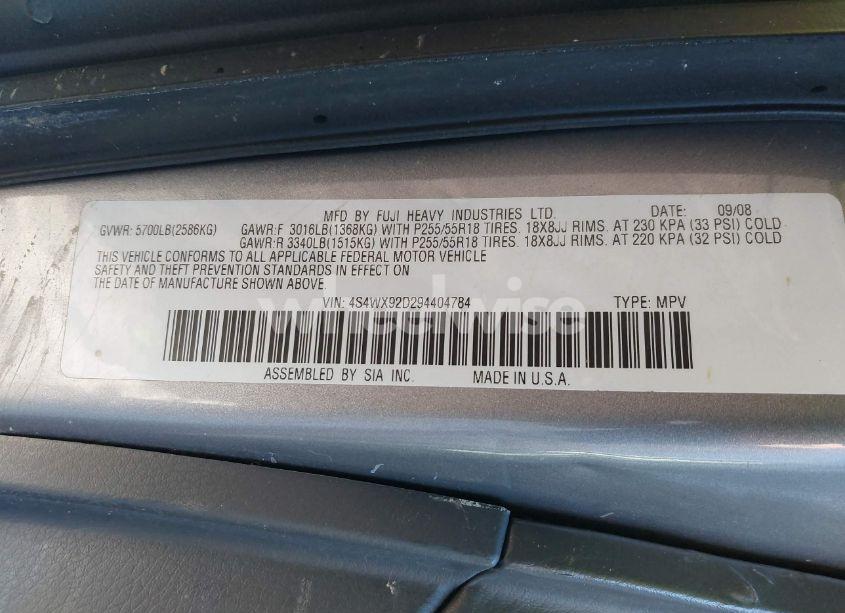 MFD BY FUJI HEAVY INDUSTRIES LTD. DATE: 09/08
GVWR: 5700LB(2586KG) GAWR:F 3016LB(1368KG) WITH P255/55R18 TIRES. 18X8JJ RIMS. AT 230 KPA (33 PSI) COLD
GAWR:R 3340LB(1515KG) WITH P255/55R18 TIRES. 18X8JJ RIMS. AT 220 KPA (32 PSI) COLD
THIS VEHICLE CONFORMS TO ALL APPLICABLE FEDERAL MOTOR VEHICLE
SAFETY AND THEFT PREVENTION STANDARDS IN EFFECT ON
THE DATE OF MANUFACTURE SHOWN ABOVE.
VIN: 4S4WX92D294404784 TYPE: MPV
wheelwise
ASSEMBLED BY SIA INC. MADE IN U.S.A.